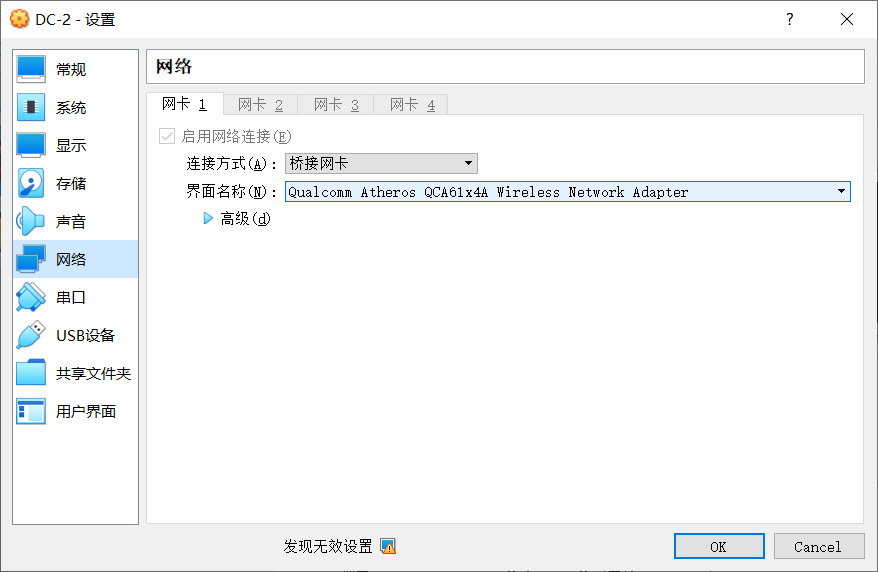 DC-2 - 设置
?
常规
系统
显示
存储
声音
网络
串口
USB设备
共享文件夹
用户界面
网络
网卡 1 网卡 2 网卡 3 网卡 4
启用网络连接(E)
连接方式(A): 桥接网卡
界面名称(N): Qualcomm Atheros QCA61x4A Wireless Network Adapter
高级(d)
发现无效设置
OK Cancel